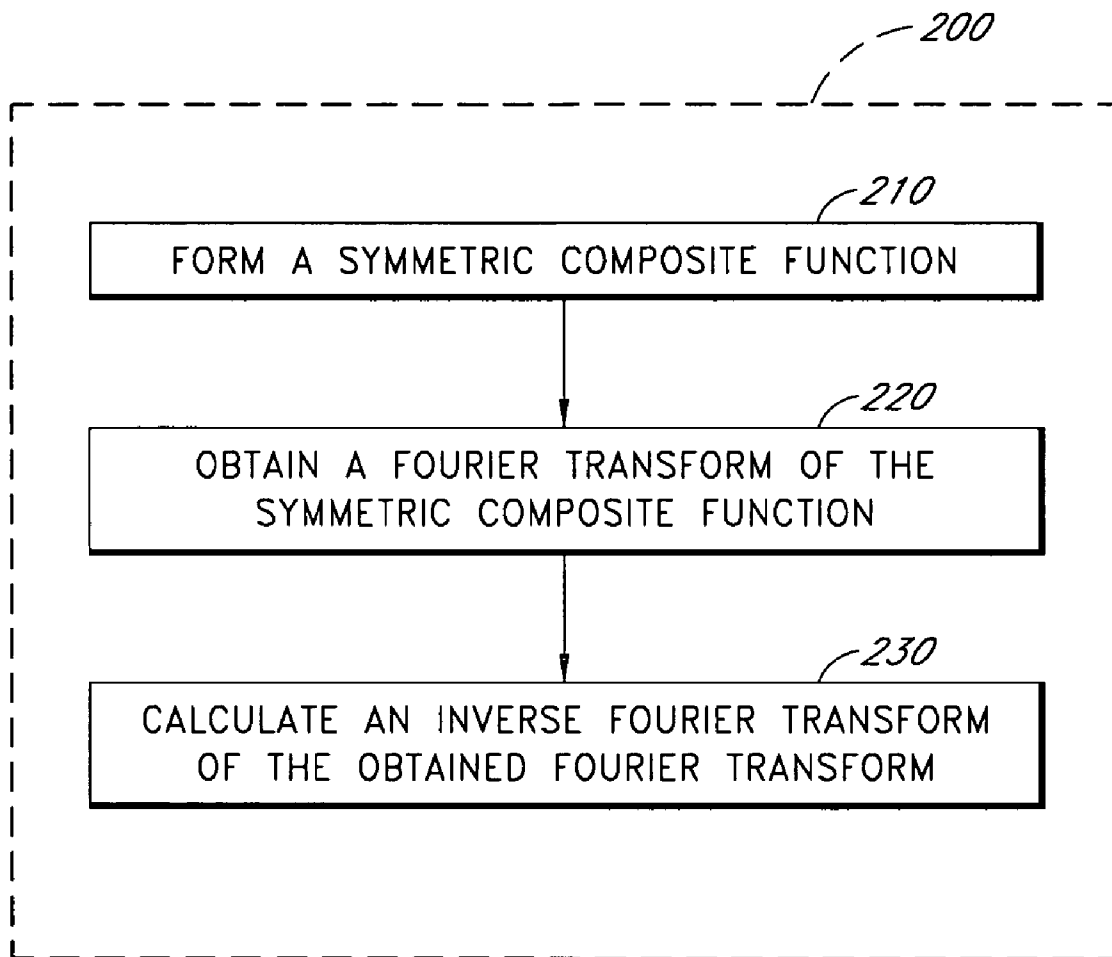 200
210
FORM A SYMMETRIC COMPOSITE FUNCTION
220
OBTAIN A FOURIER TRANSFORM OF THE
SYMMETRIC COMPOSITE FUNCTION
230
CALCULATE AN INVERSE FOURIER TRANSFORM
OF THE OBTAINED FOURIER TRANSFORM